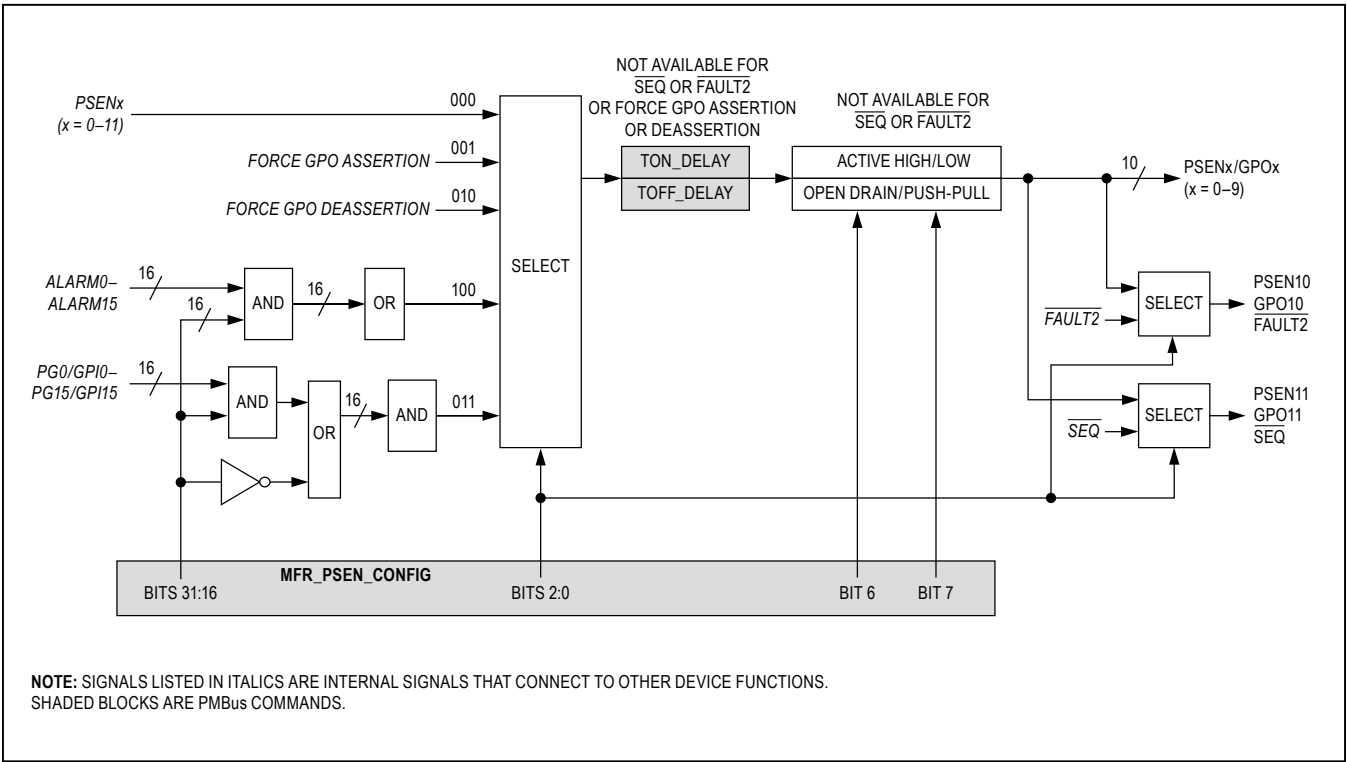 PSENx
(x = 0–11)
000
FORCE GPO ASSERTION
001
FORCE GPO DEASSERTION
010
ALARM0–
ALARM15
16
16
AND
16
OR
100
PG0/GPI0–
PG15/GPI15
16
AND
OR
16
AND
011
SELECT
NOT AVAILABLE FOR
SEQ OR FAULT2
OR FORCE GPO ASSERTION
OR DEASSERTION
TON_DELAY
TOFF_DELAY
NOT AVAILABLE FOR
SEQ OR FAULT2
ACTIVE HIGH/LOW
OPEN DRAIN/PUSH-PULL
10
PSENx/GPOx
(x = 0–9)
FAULT2
SELECT
PSEN10
GPO10
FAULT2
SEQ
SELECT
PSEN11
GPO11
SEQ
MFR_PSEN_CONFIG
BITS 31:16
BITS 2:0
BIT 6
BIT 7
NOTE: SIGNALS LISTED IN ITALICS ARE INTERNAL SIGNALS THAT CONNECT TO OTHER DEVICE FUNCTIONS.
SHADED BLOCKS ARE PMBus COMMANDS.